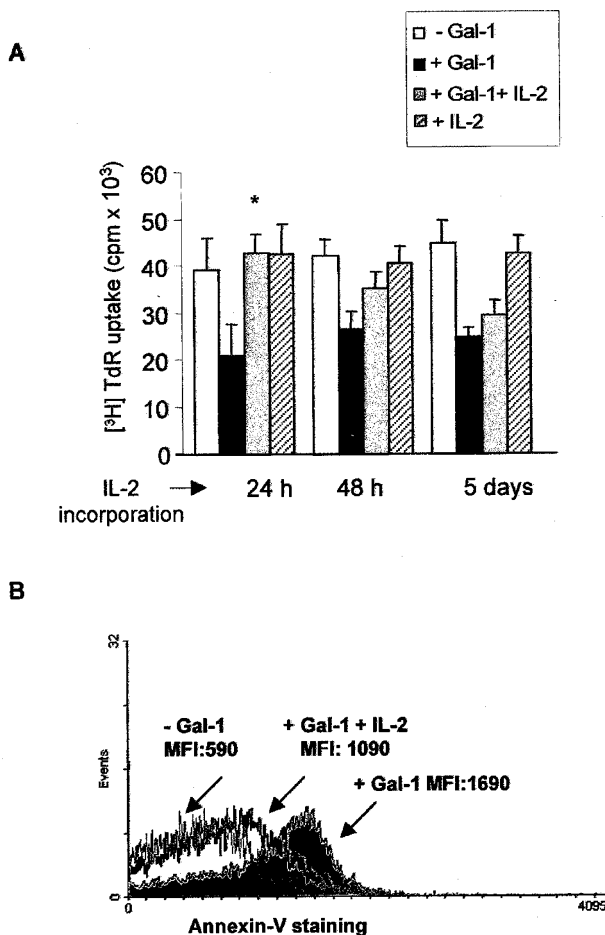 A
- Gal-1
+ Gal-1
+ Gal-1+ IL-2
+ IL-2
[³H] TdR uptake (cpm x 10³)
60
50
40
30
20
10
0
*
IL-2 incorporation → 24 h 48 h 5 days
B
32
Events
0
- Gal-1
MFI:590
+ Gal-1 + IL-2
MFI: 1090
+ Gal-1 MFI:1690
0
4095
Annexin-V staining